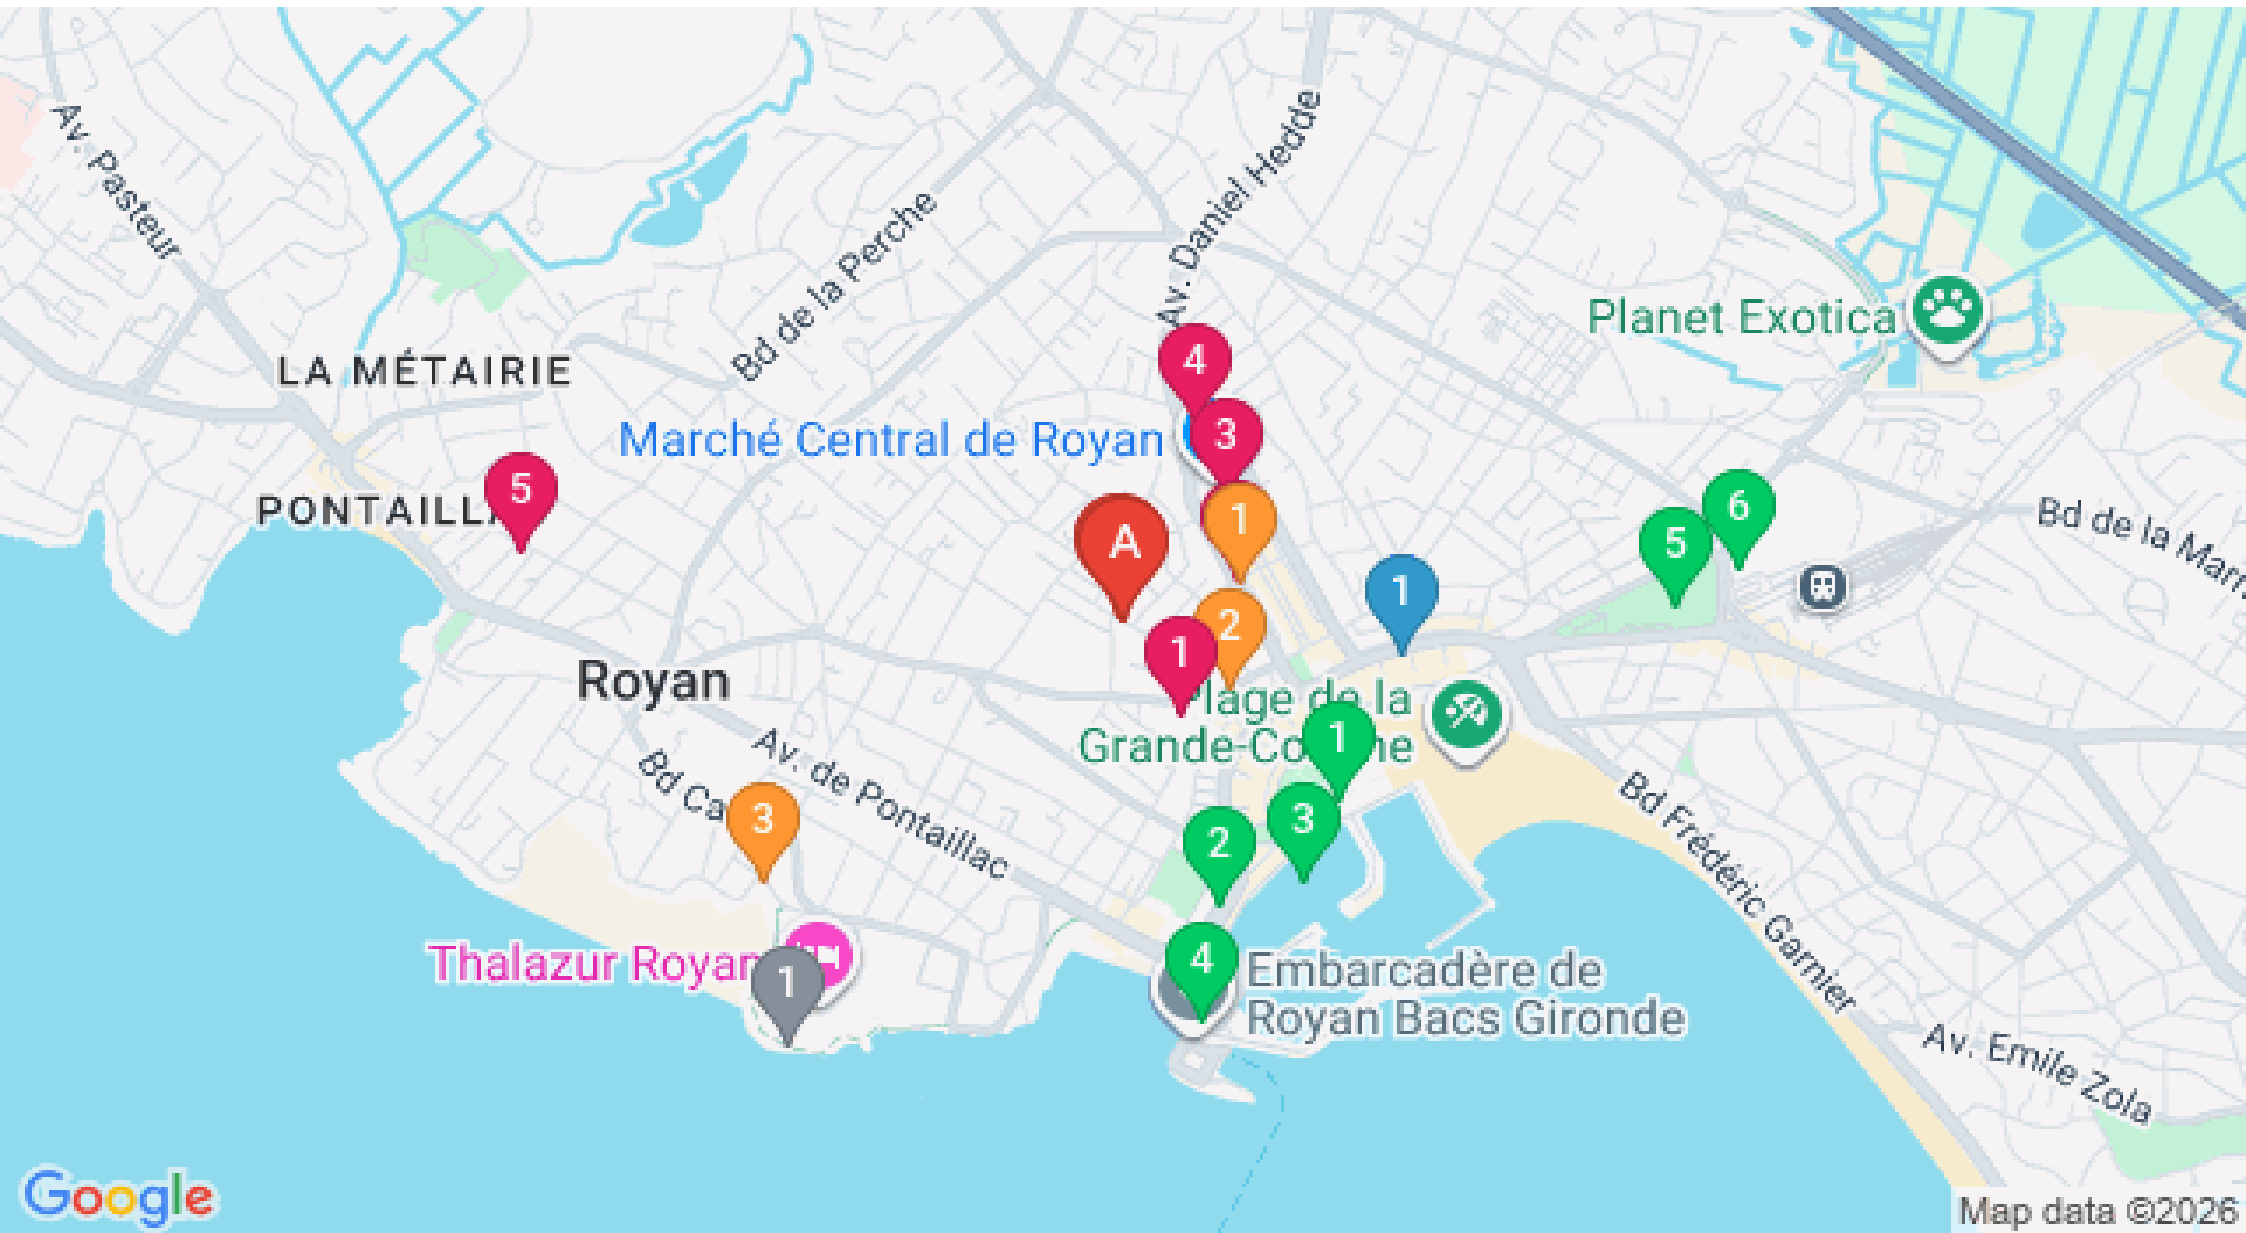 Av. Pasteur
Bd de la Perche
Av. Daniel Hedde
Planet Exotica
LA MÉTAIRIE
4
Marché Central de Royan
3
5
PONTAILL
A
1
1
5
6
Bd de la Marn
2
1
Royan
Plage de la
Grande-Co he
1
Av. de Pontaillac
Bd Ca
3
3
2
Bd Frédéric Garnier
Thalazur Royan
1
4
Embarcadère de
Royan Bacs Gironde
Av. Emile Zola
Google
Map data ©2026